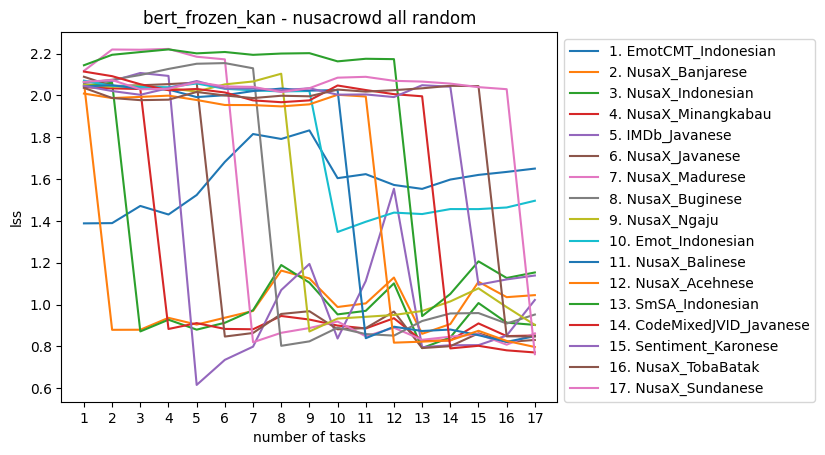 bert_frozen_kan - nusacrowd all random
lss
2.2
2.0
1.8
1.6
1.4
1.2
1.0
0.8
0.6
1 2 3 4 5 6 7 8 9 10 11 12 13 14 15 16 17
number of tasks
1. EmotCMT_Indonesian
2. NusaX_Banjarese
3. NusaX_Indonesian
4. NusaX_Minangkabau
5. IMDb_Javanese
6. NusaX_Javanese
7. NusaX_Madurese
8. NusaX_Buginese
9. NusaX_Ngaju
10. Emot_Indonesian
11. NusaX_Balinese
12. NusaX_Acehnese
13. SmSA_Indonesian
14. CodeMixedJVID_Javanese
15. Sentiment_Karonese
16. NusaX_TobaBatak
17. NusaX_Sundanese